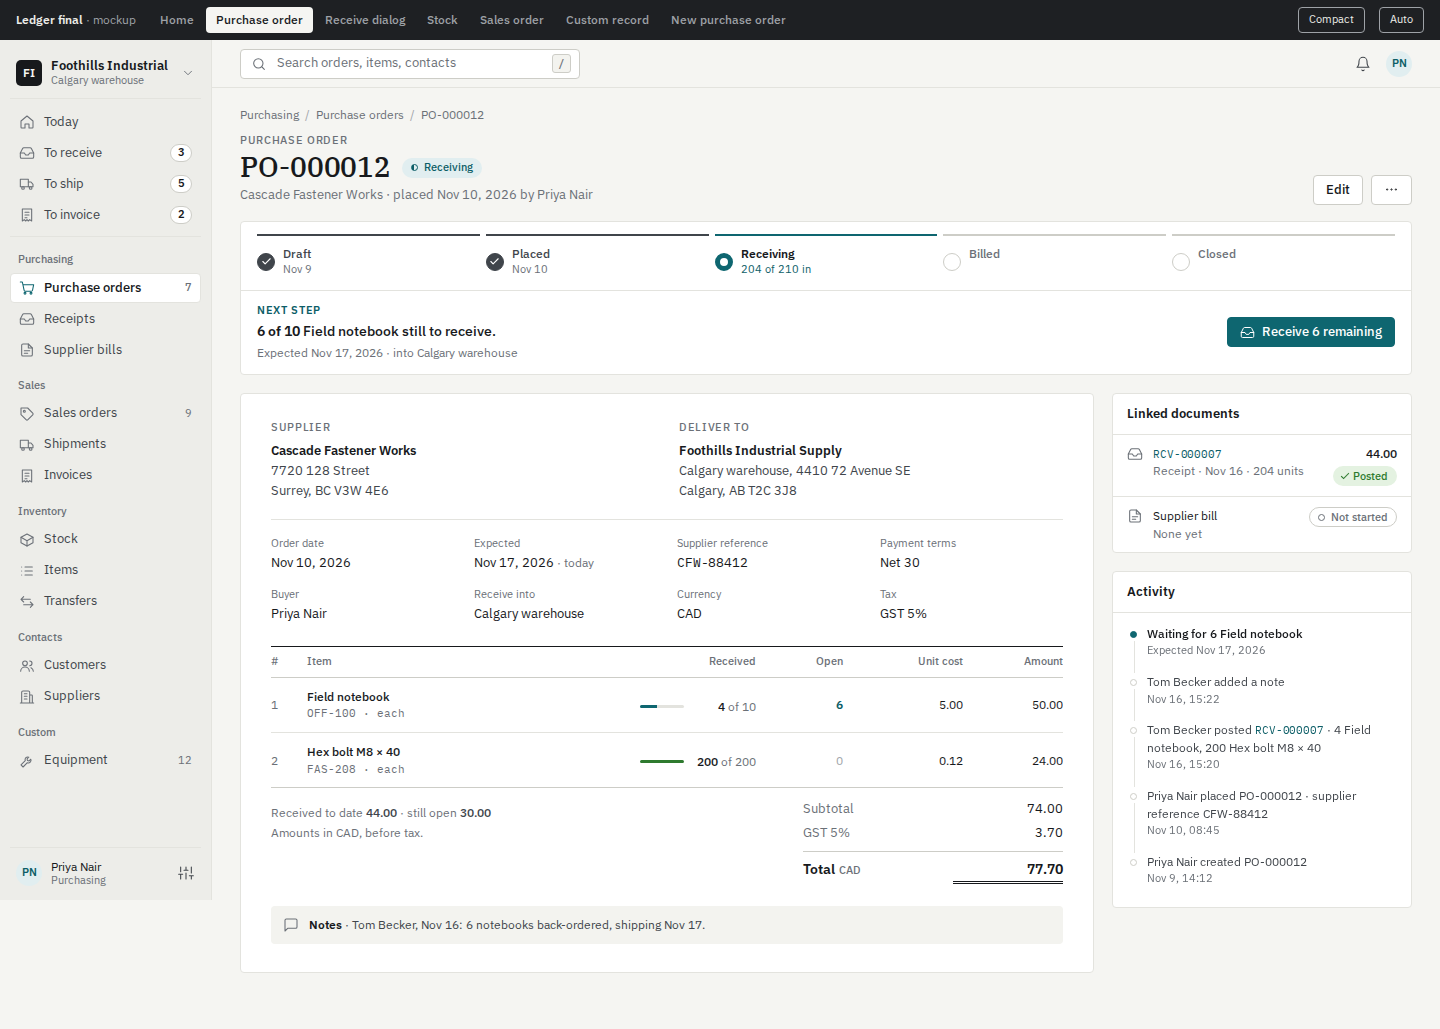 Ledger final · mockup
Home
Purchase order
Receive dialog
Stock
Sales order
Custom record
New purchase order
Compact
Auto
FI
Foothills Industrial
Calgary warehouse
Search orders, items, contacts
/
PN
Today
To receive 3
To ship 5
To invoice 2
Purchasing
Purchase orders 7
Receipts
Supplier bills
Sales
Sales orders 9
Shipments
Invoices
Inventory
Stock
Items
Transfers
Contacts
Customers
Suppliers
Custom
Equipment 12
PN
Priya Nair
Purchasing
Purchasing / Purchase orders / PO-000012
PURCHASE ORDER
PO-000012 Receiving
Cascade Fastener Works · placed Nov 10, 2026 by Priya Nair
Edit
···
Draft
Nov 9
Placed
Nov 10
Receiving
204 of 210 in
Billed
Closed
NEXT STEP
6 of 10 Field notebook still to receive.
Expected Nov 17, 2026 · into Calgary warehouse
Receive 6 remaining
SUPPLIER
Cascade Fastener Works
7720 128 Street
Surrey, BC V3W 4E6
DELIVER TO
Foothills Industrial Supply
Calgary warehouse, 4410 72 Avenue SE
Calgary, AB T2C 3J8
Order date
Nov 10, 2026
Expected
Nov 17, 2026 · today
Supplier reference
CFW-88412
Payment terms
Net 30
Buyer
Priya Nair
Receive into
Calgary warehouse
Currency
CAD
Tax
GST 5%
# Item Received Open Unit cost Amount
1 Field notebook 4 of 10 6 5.00 50.00
OFF-100 · each
2 Hex bolt M8 × 40 200 of 200 0 0.12 24.00
FAS-208 · each
Received to date 44.00 · still open 30.00
Amounts in CAD, before tax.
Subtotal 74.00
GST 5% 3.70
Total CAD 77.70
Notes · Tom Becker, Nov 16: 6 notebooks back-ordered, shipping Nov 17.
Linked documents
RCV-000007 44.00
Receipt · Nov 16 · 204 units Posted
Supplier bill Not started
None yet
Activity
Waiting for 6 Field notebook
Expected Nov 17, 2026
Tom Becker added a note
Nov 16, 15:22
Tom Becker posted RCV-000007 · 4 Field
notebook, 200 Hex bolt M8 × 40
Nov 16, 15:20
Priya Nair placed PO-000012 · supplier
reference CFW-88412
Nov 10, 08:45
Priya Nair created PO-000012
Nov 9, 14:12